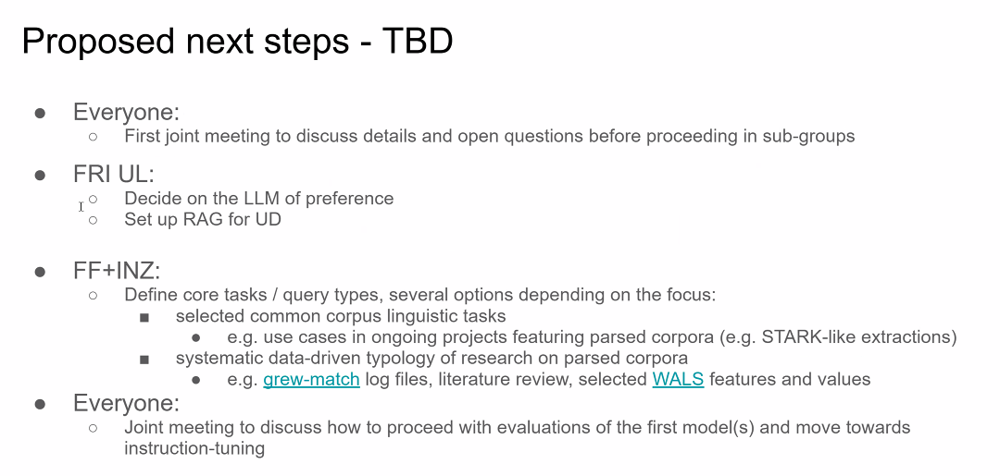 Proposed next steps - TBD
● Everyone:
○ First joint meeting to discuss details and open questions before proceeding in sub-groups
● FRI UL:
○ Decide on the LLM of preference
○ Set up RAG for UD
● FF+INZ:
○ Define core tasks / query types, several options depending on the focus:
■ selected common corpus linguistic tasks
● e.g. use cases in ongoing projects featuring parsed corpora (e.g. STARK-like extractions)
■ systematic data-driven typology of research on parsed corpora
● e.g. grew-match log files, literature review, selected WALS features and values
● Everyone:
○ Joint meeting to discuss how to proceed with evaluations of the first model(s) and move towards
instruction-tuning